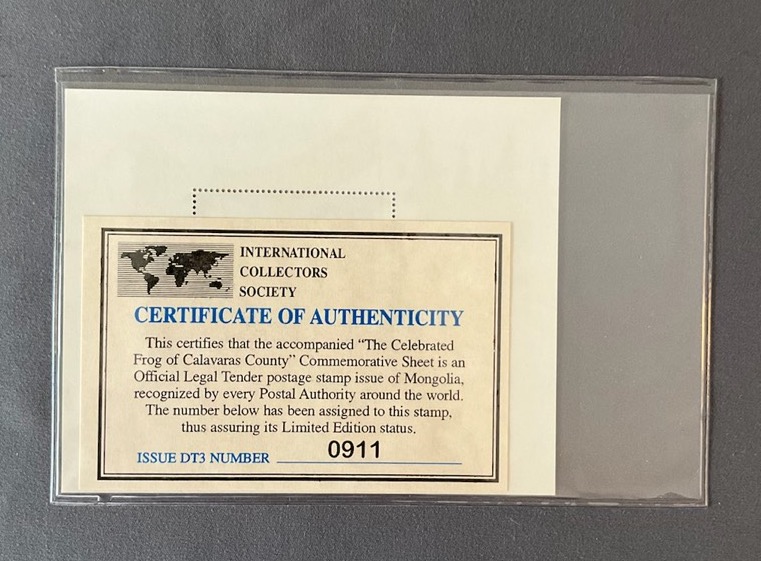 INTERNATIONAL
COLLECTORS
SOCIETY
CERTIFICATE OF AUTHENTICITY
This certifies that the accompanied “The Celebrated
Frog of Calavaras County” Commemorative Sheet is an
Official Legal Tender postage stamp issue of Mongolia,
recognized by every Postal Authority around the world.
The number below has been assigned to this stamp,
thus assuring its Limited Edition status.
ISSUE DT3 NUMBER 0911